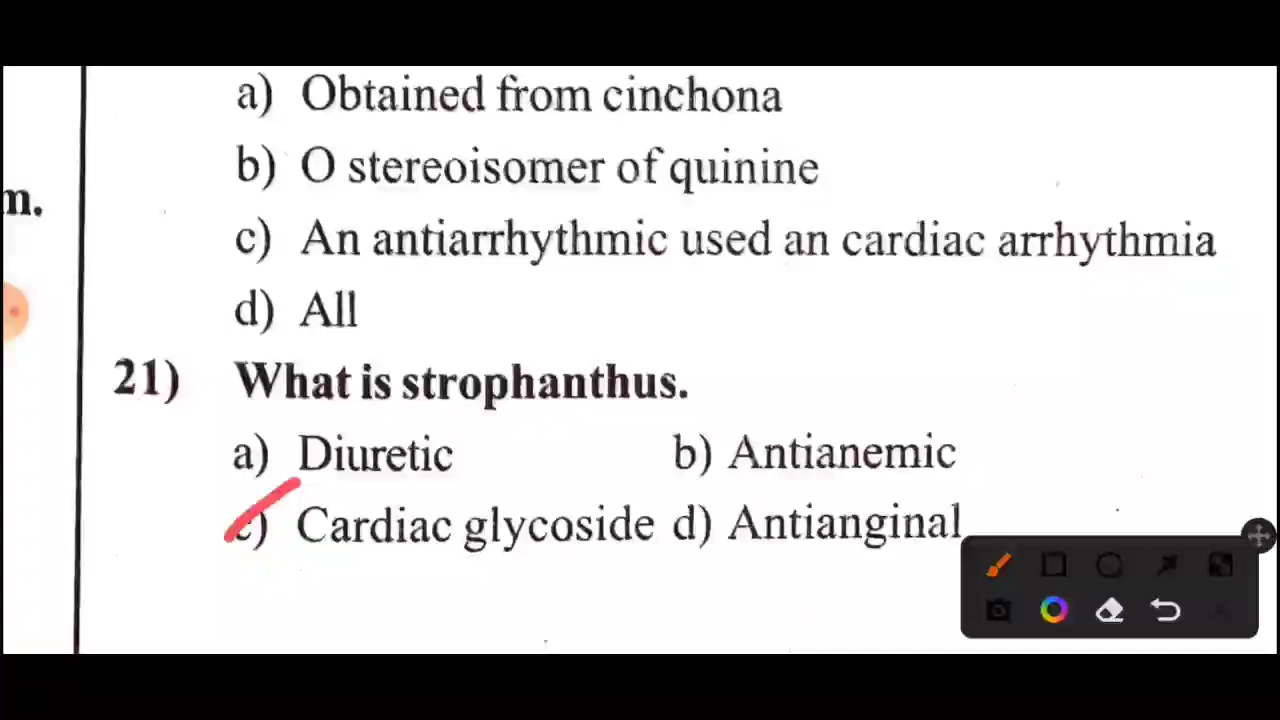 a) Obtained from cinchona
b) O stereoisomer of quinine
m.
c) An antiarrhythmic used an cardiac arrhythmia
d) All
21) What is strophanthus.
a) Diuretic b) Antianemic
c) Cardiac glycoside d) Antianginal